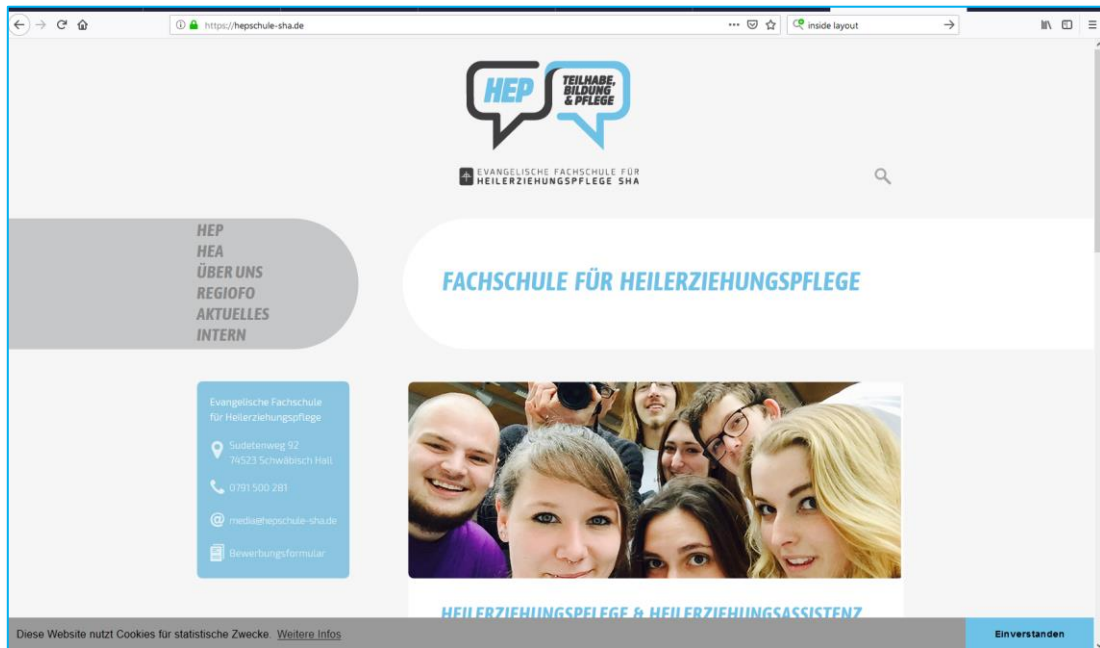 https://hepschule-sha.de
inside layout
HEP
TEILHABE,
BILDUNG
& PFLEGE
EVANGELISCHE FACHSCHULE FÜR
HEILERZIEHUNGSPFLEGE SHA
HEP
HEA
ÜBER UNS
REGIOFO
AKTUELLES
INTERN
FACHSCHULE FÜR HEILERZIEHUNGSPFLEGE
Evangelische Fachschule
für Heilerziehungspflege
Sudetenweg 92
74523 Schwäbisch Hall
0791 500 281
media@hepschule-sha.de
Bewerbungsformular
HEILERZIEHUNGSPFLEGE & HEILERZIEHUNGSASSISTENZ
Diese Website nutzt Cookies für statistische Zwecke. Weitere Infos
Einverstanden